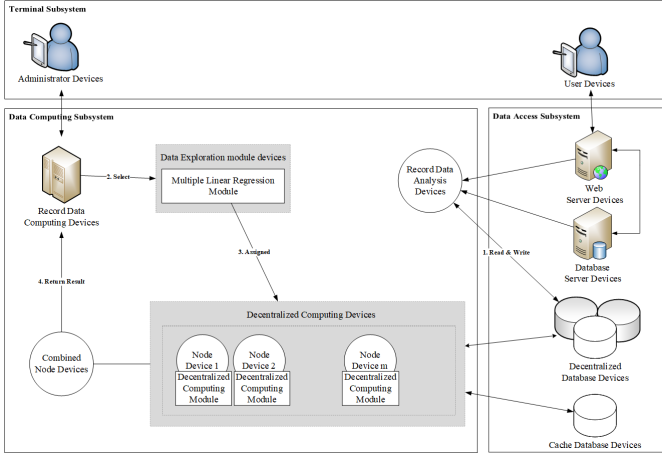 Terminal Subsystem
Administrator Devices
User Devices
Data Computing Subsystem
Data Access Subsystem
Record Data
Computing Devices
2. Select
Data Exploration module devices
Multiple Linear Regression
Module
Record Data
Analysis
Devices
Web
Server Devices
Database
Server Devices
1. Read & Write
3. Assigned
4. Return Result
Decentralized Computing Devices
Combined
Node Devices
Node
Device 1
Decentralized
Computing
Module
Node
Device 2
Decentralized
Computing
Module
Node
Device m
Decentralized
Computing
Module
Decentralized
Database Devices
Cache Database Devices